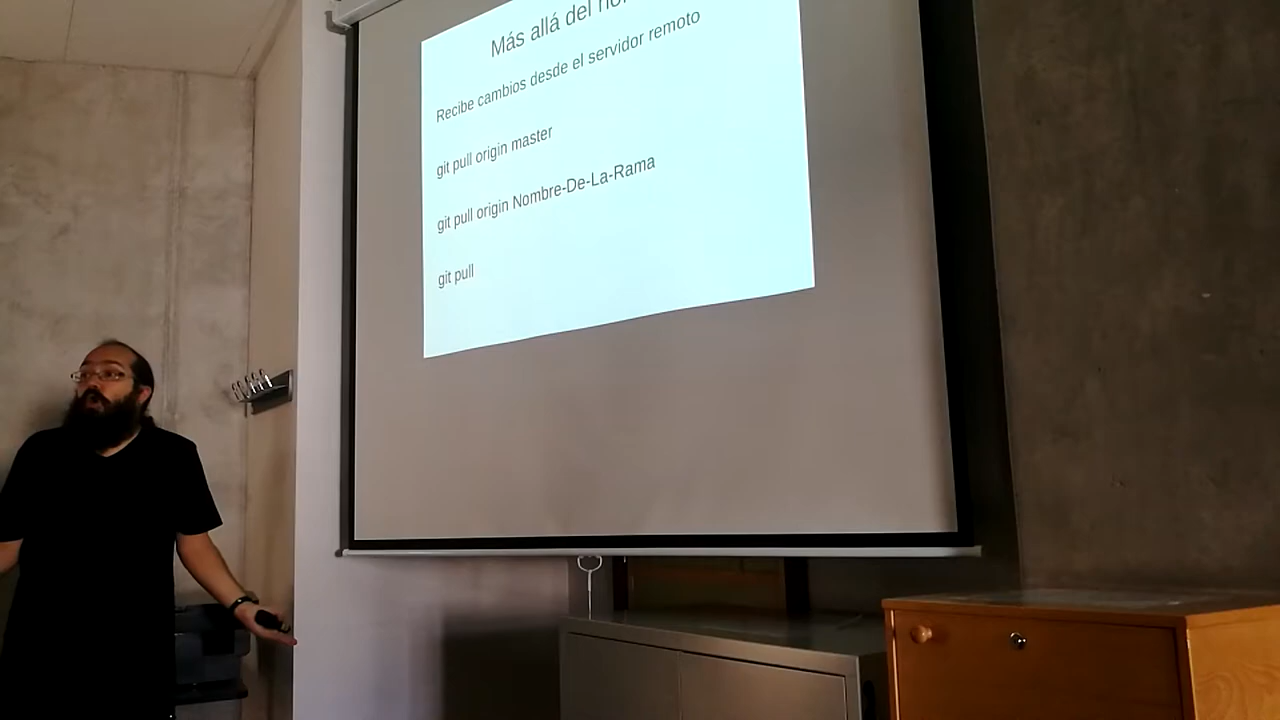 Más allá del
Recibe cambios desde el servidor remoto
git pull origin master
git pull origin Nombre-De-La-Rama
git pull